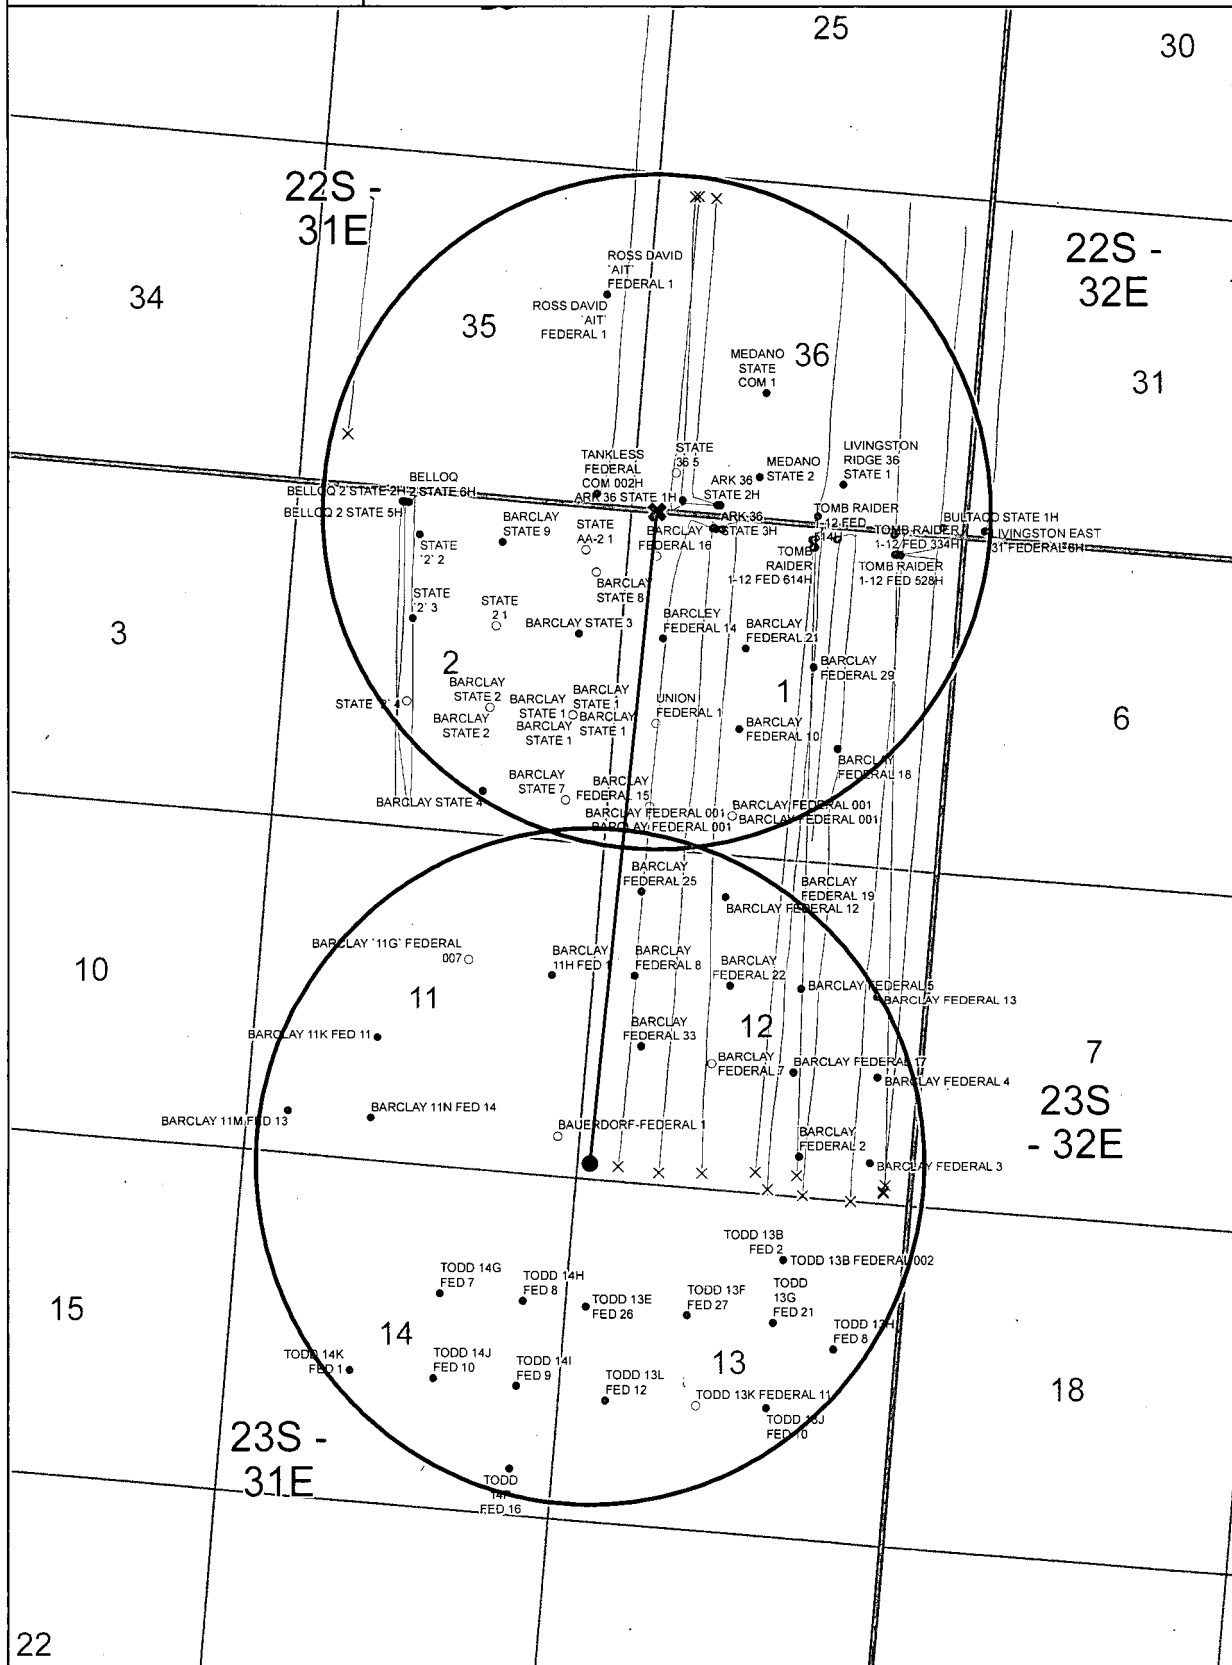 25
30
22S -
31E
22S -
32E
34
35
ROSS DAVID
'AIT'
FEDERAL 1
ROSS DAVID
'AIT'
FEDERAL 1
36
MEDANO
STATE
COM 1
31
TANKLESS
FEDERAL
COM 002H
STATE
36 5
MEDANO
STATE 2
LIVINGSTON
RIDGE 36
STATE 1
BELLOQ
2 STATE 6H
BELLOQ 2 STATE 2H
BELLOQ 2 STATE 5H
ARK 36 STATE 1H
ARK 36
STATE 2H
ARK 36
STATE 3H
TOMB RAIDER
1-12 FED
514H
TOMB RAIDER
1-12 FED 334H
BULTACO STATE 1H
LIVINGSTON EAST
31 FEDERAL 6H
STATE
'2' 2
BARCLAY
STATE 9
STATE
AA-2 1
BARCLAY
FEDERAL 16
TOMB
RAIDER
1-12 FED 614H
TOMB RAIDER
1-12 FED 528H
BARCLAY
STATE 8
STATE
'2' 3
STATE
2 1
BARCLAY STATE 3
BARCLEY
FEDERAL 14
BARCLAY
FEDERAL 21
3
2
BARCLAY
FEDERAL 29
1
6
STATE '2' 4
BARCLAY
STATE 2
BARCLAY
STATE 2
BARCLAY
STATE 1
BARCLAY
STATE 1
BARCLAY
STATE 1
BARCLAY
STATE 1
UNION
FEDERAL 1
BARCLAY
FEDERAL 10
BARCLAY
FEDERAL 18
BARCLAY STATE 4
BARCLAY
STATE 7
BARCLAY
FEDERAL 15
BARCLAY FEDERAL 001
BARCLAY FEDERAL 001
BARCLAY FEDERAL 001
BARCLAY FEDERAL 001
BARCLAY
FEDERAL 25
BARCLAY
FEDERAL 19
BARCLAY FEDERAL 12
BARCLAY '11G' FEDERAL
007
BARCLAY
11H FED 1
BARCLAY
FEDERAL 8
BARCLAY
FEDERAL 22
BARCLAY FEDERAL 5
BARCLAY FEDERAL 13
10
11
12
BARCLAY 11K FED 11
BARCLAY
FEDERAL 33
BARCLAY
FEDERAL 7
BARCLAY FEDERAL 17
BARCLAY FEDERAL 4
7
23S
- 32E
BARCLAY 11M FED 13
BARCLAY 11N FED 14
BAUERDORF-FEDERAL 1
BARCLAY
FEDERAL 2
BARCLAY FEDERAL 3
TODD 13B
FED 2
TODD 13B FEDERAL 002
TODD 14G
FED 7
TODD 14H
FED 8
TODD 13E
FED 26
TODD 13F
FED 27
TODD
13G
FED 21
TODD 13H
FED 8
15
14
13
18
TODD 14K
FED 1
TODD 14J
FED 10
TODD 14I
FED 9
TODD 13L
FED 12
TODD 13K FEDERAL 11
TODD 13J
FED 10
23S -
31E
TODD
14P
FED 16
22